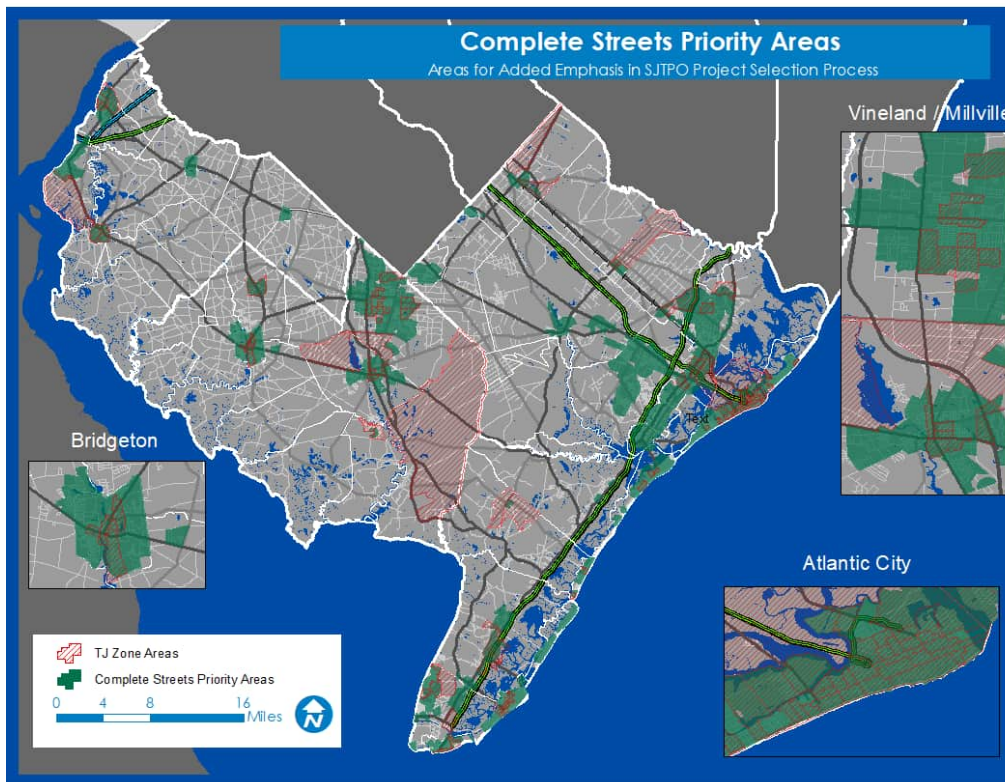 Complete Streets Priority Areas
Areas for Added Emphasis in SJTPO Project Selection Process
Vineland / Millville
Text
Bridgeton
Atlantic City
TJ Zone Areas
Complete Streets Priority Areas
0 4 8 16
Miles
N